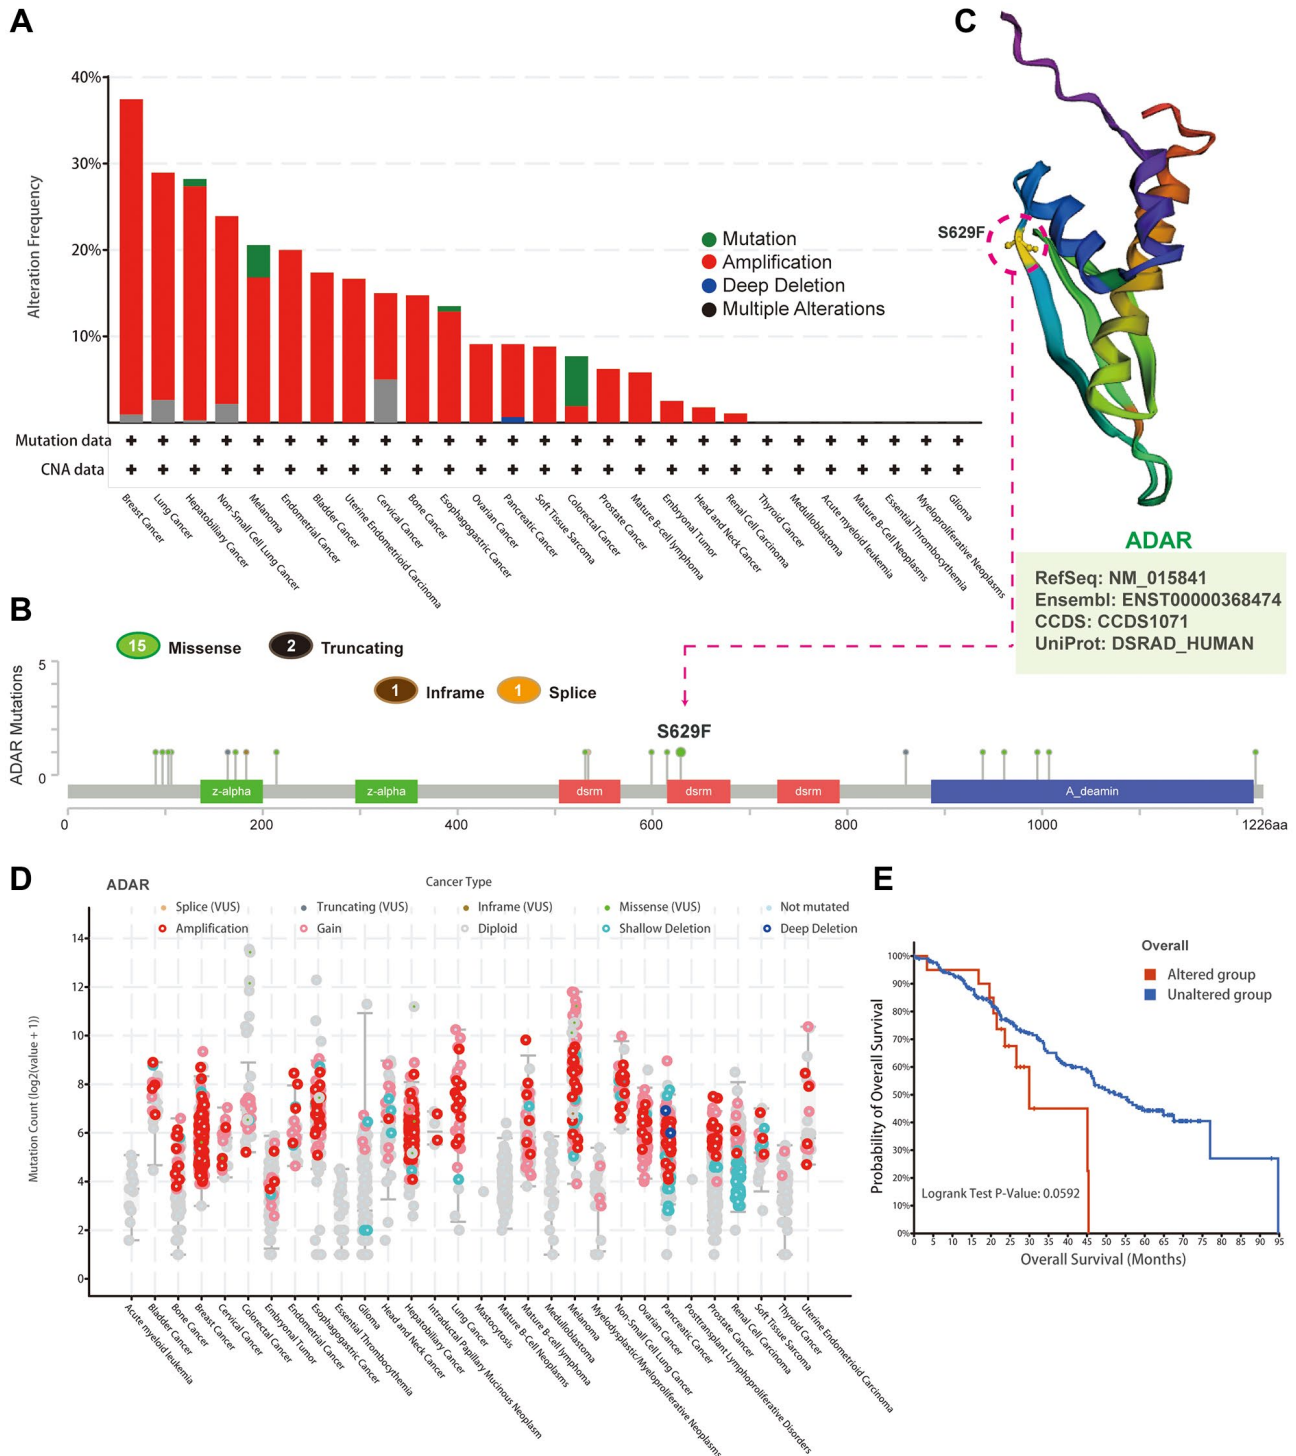 A
C
40%
30%
20%
10%
Alteration Frequency
Mutation
Amplification
Deep Deletion
Multiple Alterations
S629F
Mutation data
CNA data
Breast Cancer
Lung Cancer
Hepatobiliary Cancer
Non-Small Cell Lung Cancer
Melanoma
Endometrial Cancer
Bladder Cancer
Uterine Endometrioid Carcinoma
Cervical Cancer
Bone Cancer
Esophagogastric Cancer
Ovarian Cancer
Pancreatic Cancer
Soft Tissue Sarcoma
Colorectal Cancer
Prostate Cancer
Mature B-cell lymphoma
Embryonal Tumor
Head and Neck Cancer
Renal Cell Carcinoma
Thyroid Cancer
Medulloblastoma
Acute myeloid leukemia
Mature B-Cell Neoplasms
Essential Thrombocythemia
Myeloproliferative Neoplasms
Glioma
ADAR
RefSeq: NM_015841
Ensembl: ENST00000368474
CCDS: CCDS1071
UniProt: DSRAD_HUMAN
B
15 Missense 2 Truncating
1 Inframe 1 Splice
ADAR Mutations
5
0
S629F
z-alpha z-alpha dsrm dsrm dsrm A_deamin
0 200 400 600 800 1000 1226aa
D
ADAR
Cancer Type
Splice (VUS) Truncating (VUS) Inframe (VUS) Missense (VUS) Not mutated
Amplification Gain Diploid Shallow Deletion Deep Deletion
Mutation Count (log2(value + 1))
14
12
10
8
6
4
2
0
Acute myeloid leukemia
Bladder Cancer
Bone Cancer
Breast Cancer
Cervical Cancer
Colorectal Cancer
Embryonal Tumor
Endometrial Cancer
Esophagogastric Cancer
Essential Thrombocythemia
Glioma
Head and Neck Cancer
Hepatobiliary Cancer
Intraductal Papillary Mucinous Neoplasm
Lung Cancer
Mastocytosis
Mature B-Cell Neoplasms
Mature B-cell lymphoma
Medulloblastoma
Melanoma
Myelodysplastic/Myeloproliferative Neoplasms
Non-Small Cell Lung Cancer
Ovarian Cancer
Pancreatic Cancer
Posttransplant Lymphoproliferative Disorders
Prostate Cancer
Renal Cell Carcinoma
Soft Tissue Sarcoma
Thyroid Cancer
Uterine Endometrioid Carcinoma
E
Overall
Altered group
Unaltered group
Probability of Overall Survival
100%
90%
80%
70%
60%
50%
40%
30%
20%
10%
0%
Logrank Test P-Value: 0.0592
0 5 10 15 20 25 30 35 40 45 50 55 60 65 70 75 80 85 90 95
Overall Survival (Months)